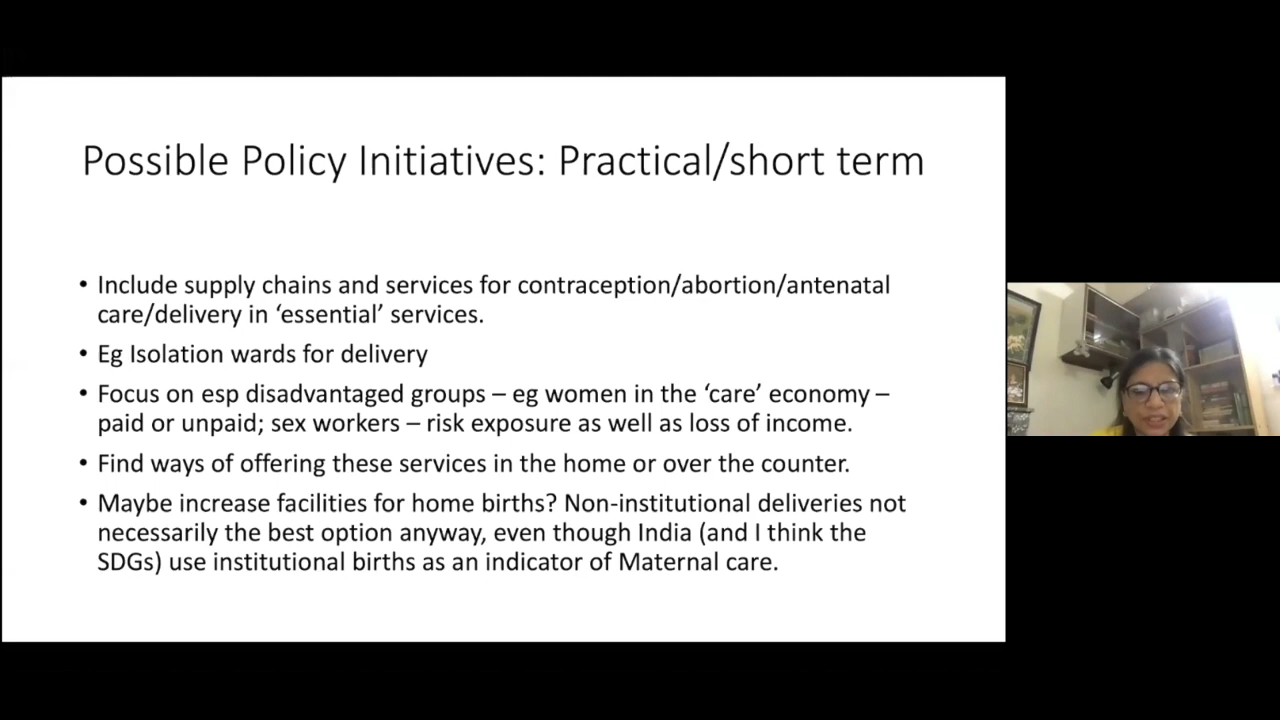 Possible Policy Initiatives: Practical/short term
• Include supply chains and services for contraception/abortion/antenatal
care/delivery in ‘essential’ services.
• Eg Isolation wards for delivery
• Focus on esp disadvantaged groups – eg women in the ‘care’ economy –
paid or unpaid; sex workers – risk exposure as well as loss of income.
• Find ways of offering these services in the home or over the counter.
• Maybe increase facilities for home births? Non-institutional deliveries not
necessarily the best option anyway, even though India (and I think the
SDGs) use institutional births as an indicator of Maternal care.